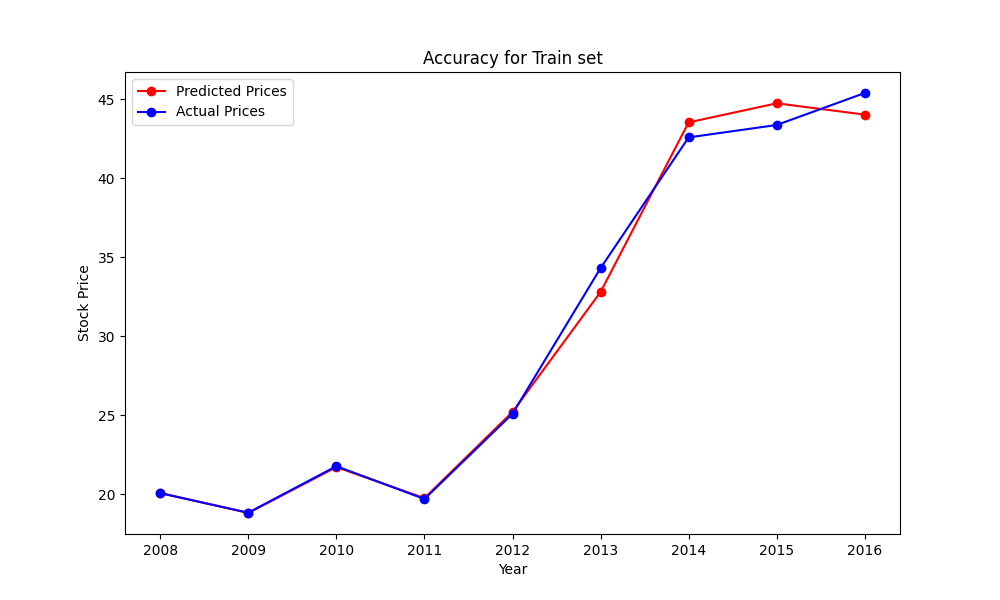 Accuracy for Train set
Predicted Prices
Actual Prices
45
40
35
30
25
20
Stock Price
2008 2009 2010 2011 2012 2013 2014 2015 2016
Year